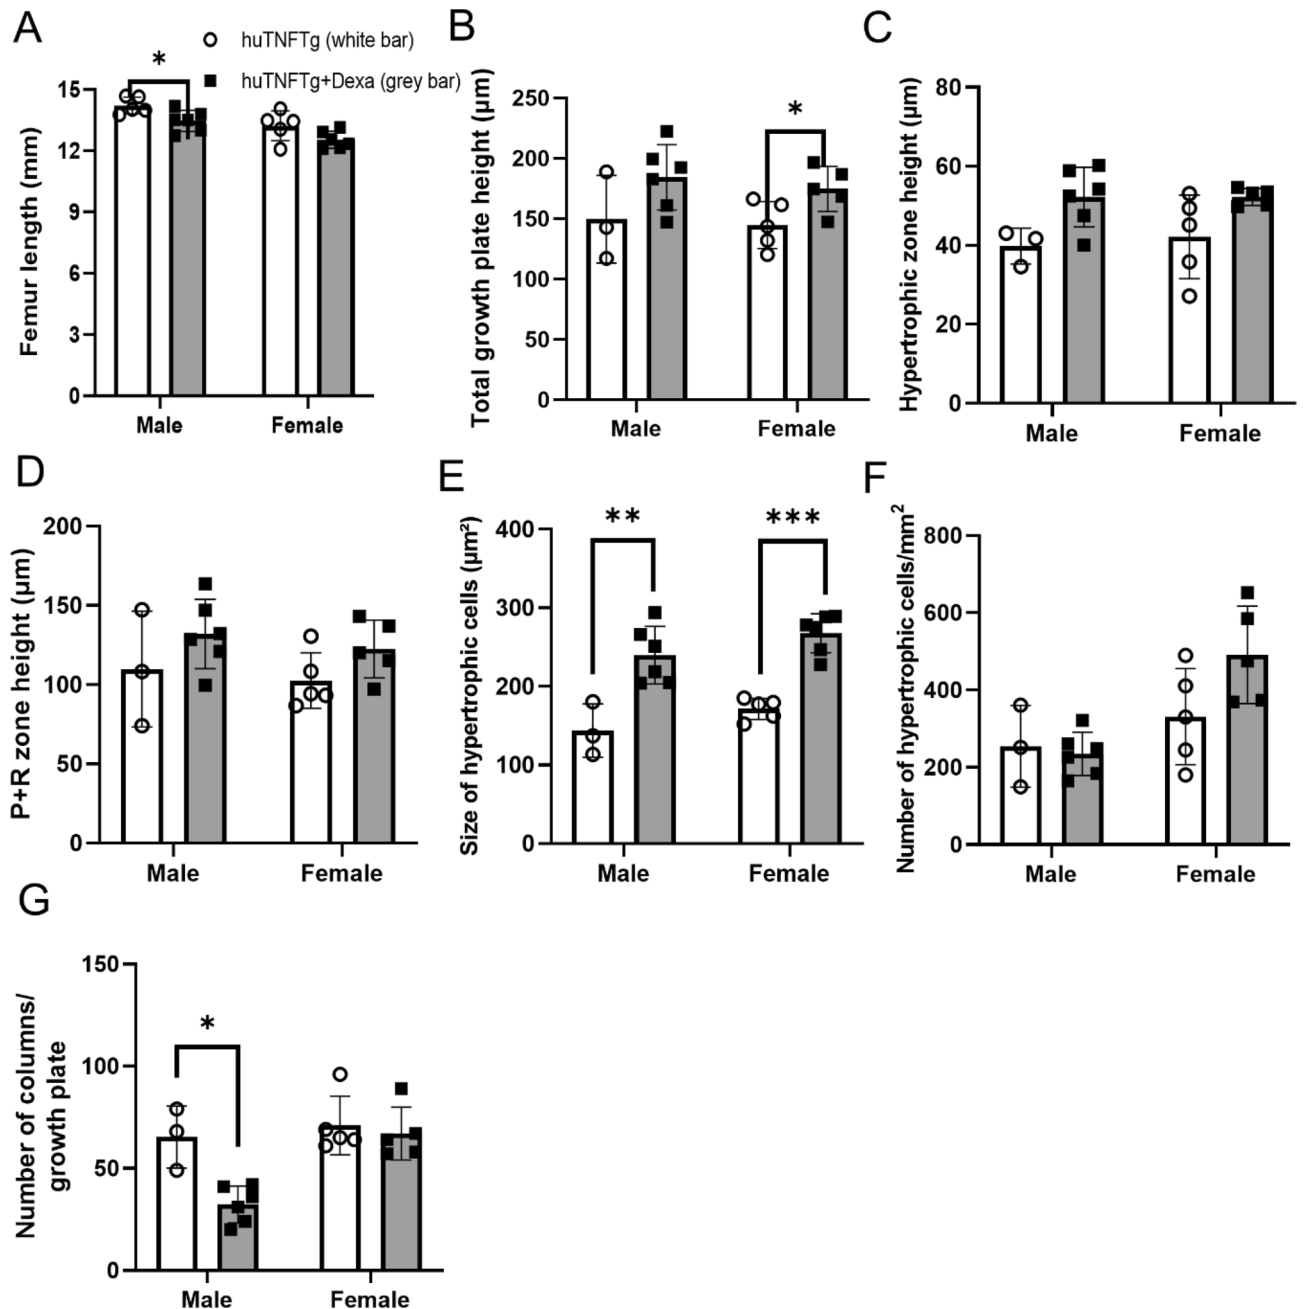 A
huTNFTg (white bar)
huTNFTg+Dexa (grey bar)
*
Femur length (mm)
15
12
9
6
3
0
Male
Female
B
*
Total growth plate height (μm)
250
200
150
100
50
0
Male
Female
C
Hypertrophic zone height (μm)
80
60
40
20
0
Male
Female
D
P+R zone height (μm)
200
150
100
50
0
Male
Female
E
**
***
Size of hypertrophic cells (μm²)
400
300
200
100
0
Male
Female
F
Number of hypertrophic cells/mm²
800
600
400
200
0
Male
Female
G
*
Number of columns/
growth plate
150
100
50
0
Male
Female